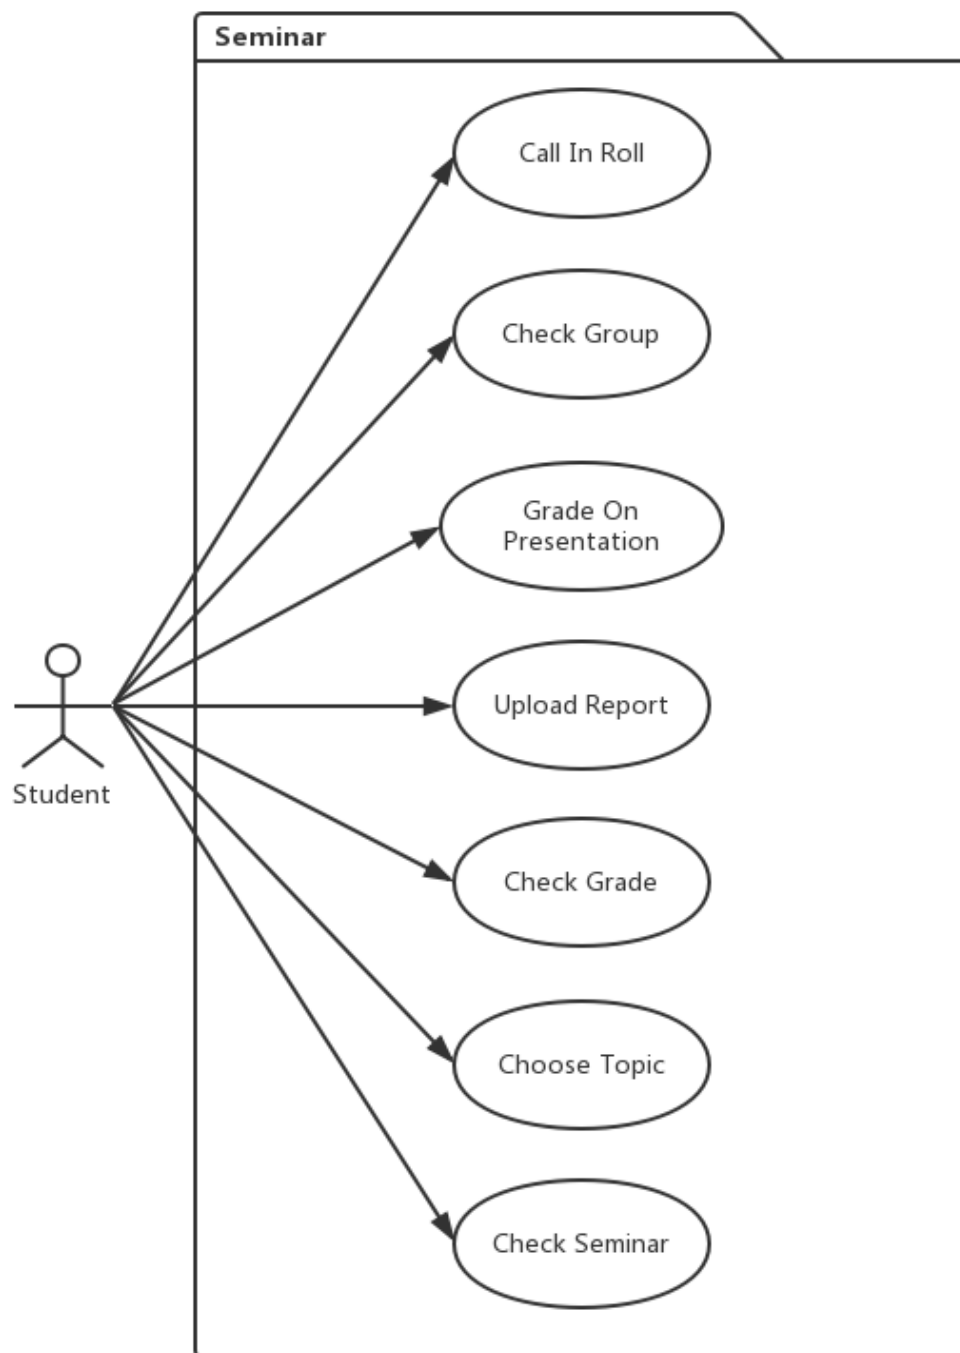 Seminar
Call In Roll
Check Group
Grade On
Presentation
Upload Report
Student
Check Grade
Choose Topic
Check Seminar